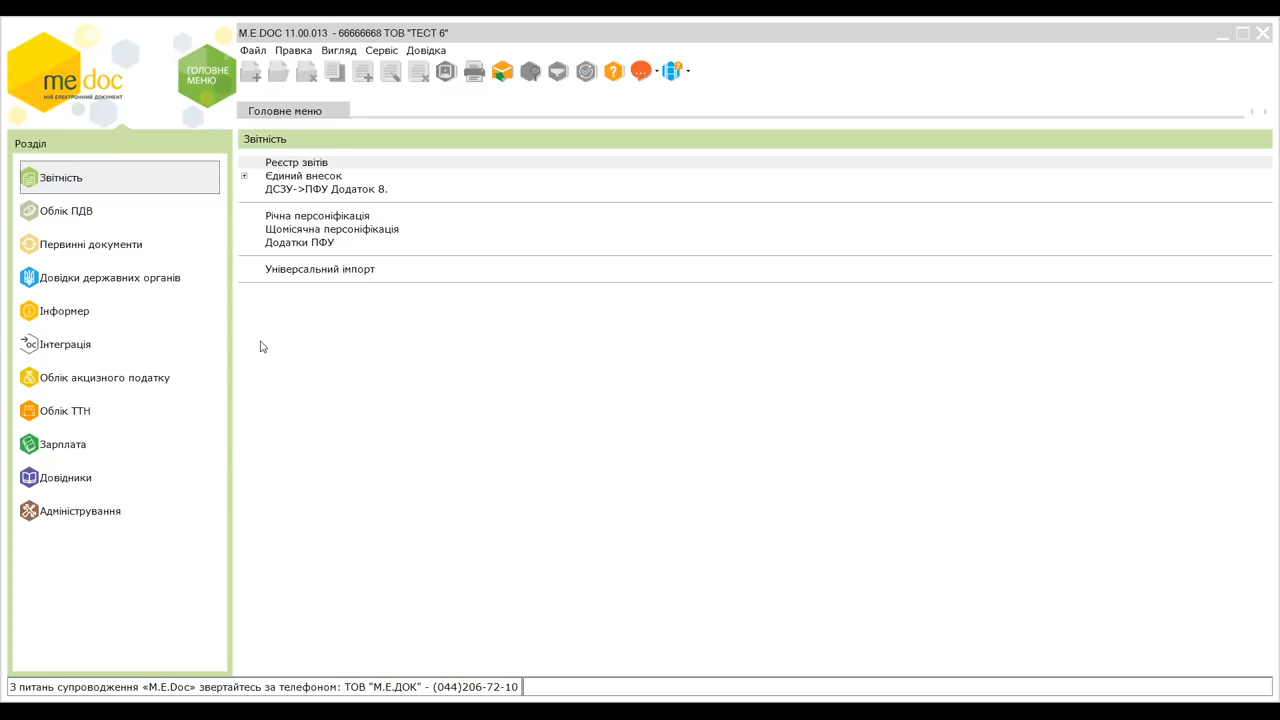 M.E.DOC 11.00.013 - 66666668 ТОВ "ТЕСТ 6"
Файл Правка Вигляд Сервіс Довідка
me doc
МІЙ ЕЛЕКТРОННИЙ ДОКУМЕНТ
ГОЛОВНЕ
МЕНЮ
Головне меню
Розділ
Звітність
Облік ПДВ
Первинні документи
Довідки державних органів
Інформер
Інтеграція
Облік акцизного податку
Облік ТТН
Зарплата
Довідники
Адміністрування
Звітність
Реєстр звітів
Єдиний внесок
ДСЗУ->ПФУ Додаток 8.
Річна персоніфікація
Щомісячна персоніфікація
Додатки ПФУ
Універсальний імпорт
З питань супроводження «M.E.Doc» звертайтесь за телефоном: ТОВ "М.Е.ДОК" - (044)206-72-10